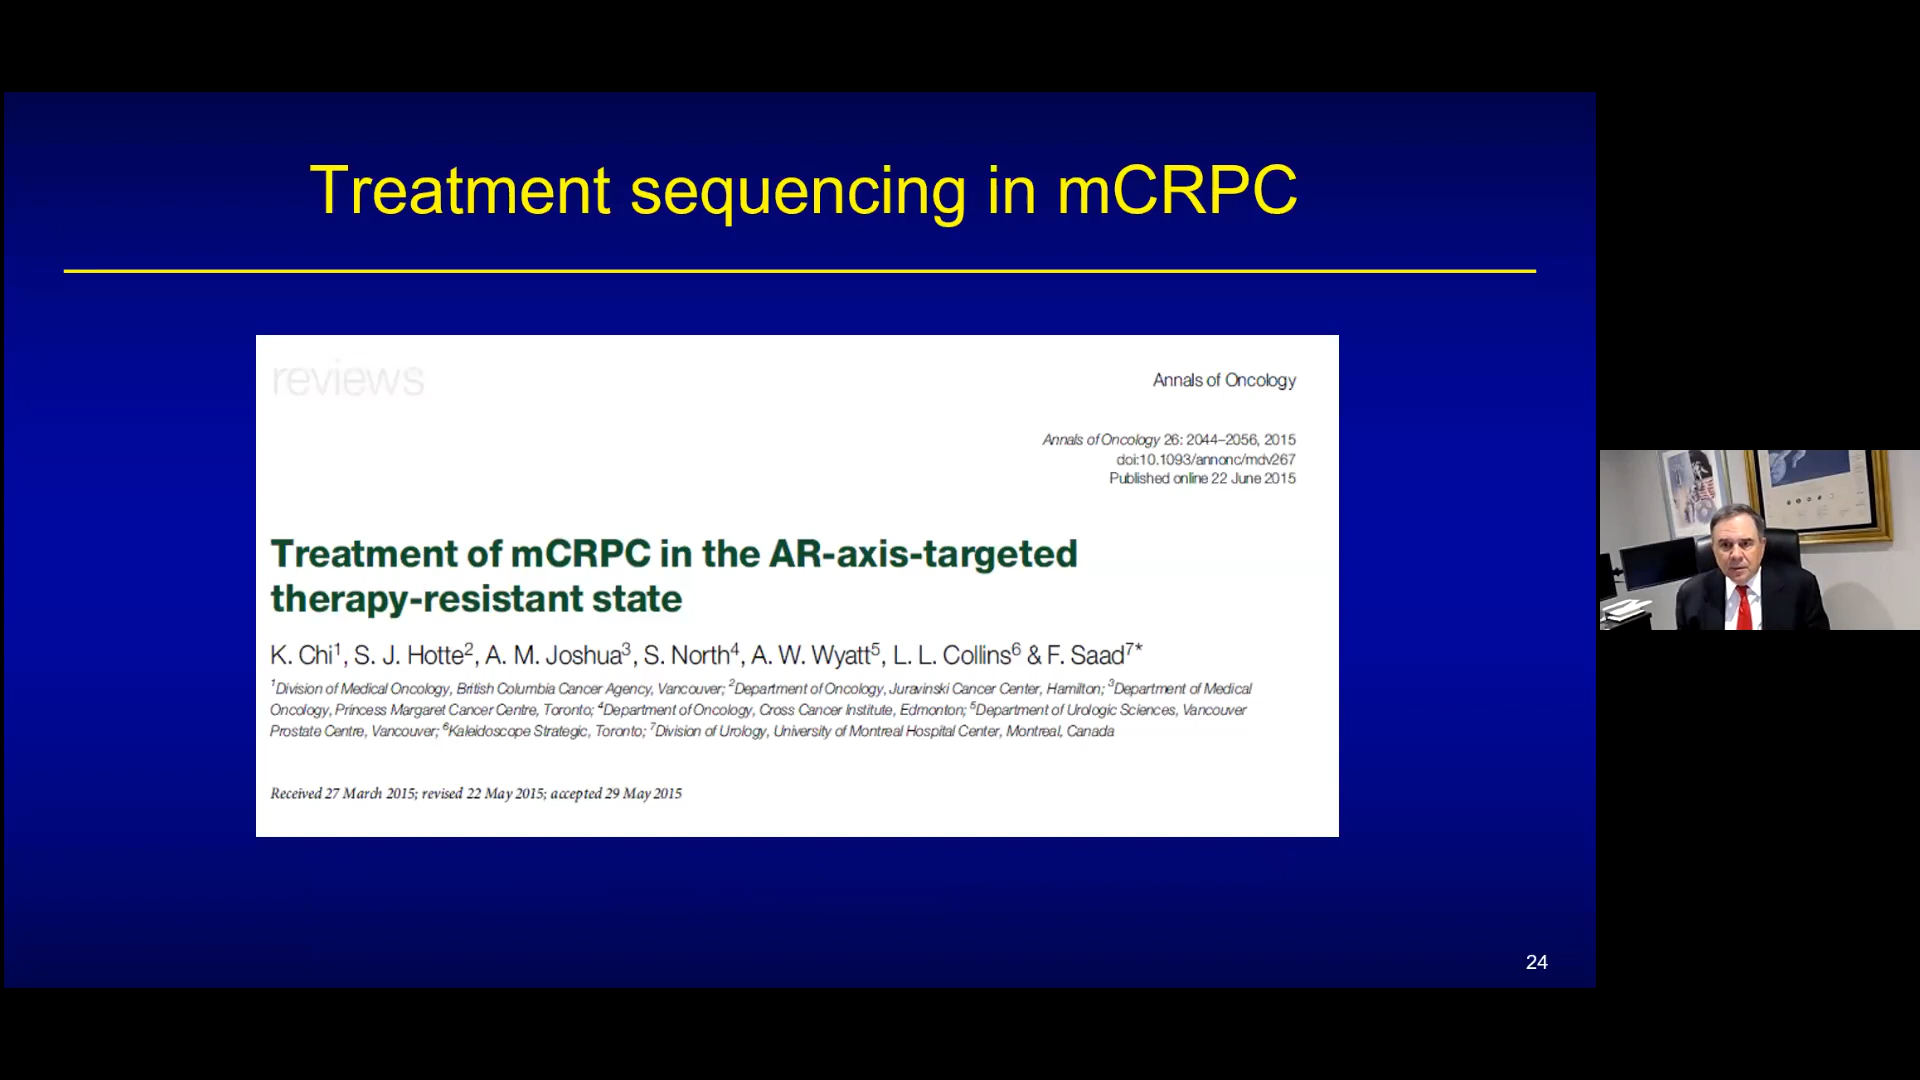 Treatment sequencing in mCRPC
reviews
Annals of Oncology
Annals of Oncology 26: 2044–2056, 2015
doi:10.1093/annonc/mdv267
Published online 22 June 2015
Treatment of mCRPC in the AR-axis-targeted
therapy-resistant state
K. Chi1, S. J. Hotte2, A. M. Joshua3, S. North4, A. W. Wyatt5, L. L. Collins6 & F. Saad7*
1Division of Medical Oncology, British Columbia Cancer Agency, Vancouver; 2Department of Oncology, Juravinski Cancer Center, Hamilton; 3Department of Medical
Oncology, Princess Margaret Cancer Centre, Toronto; 4Department of Oncology, Cross Cancer Institute, Edmonton; 5Department of Urologic Sciences, Vancouver
Prostate Centre, Vancouver; 6Kaleidoscope Strategic, Toronto; 7Division of Urology, University of Montreal Hospital Center, Montreal, Canada
Received 27 March 2015; revised 22 May 2015; accepted 29 May 2015
24